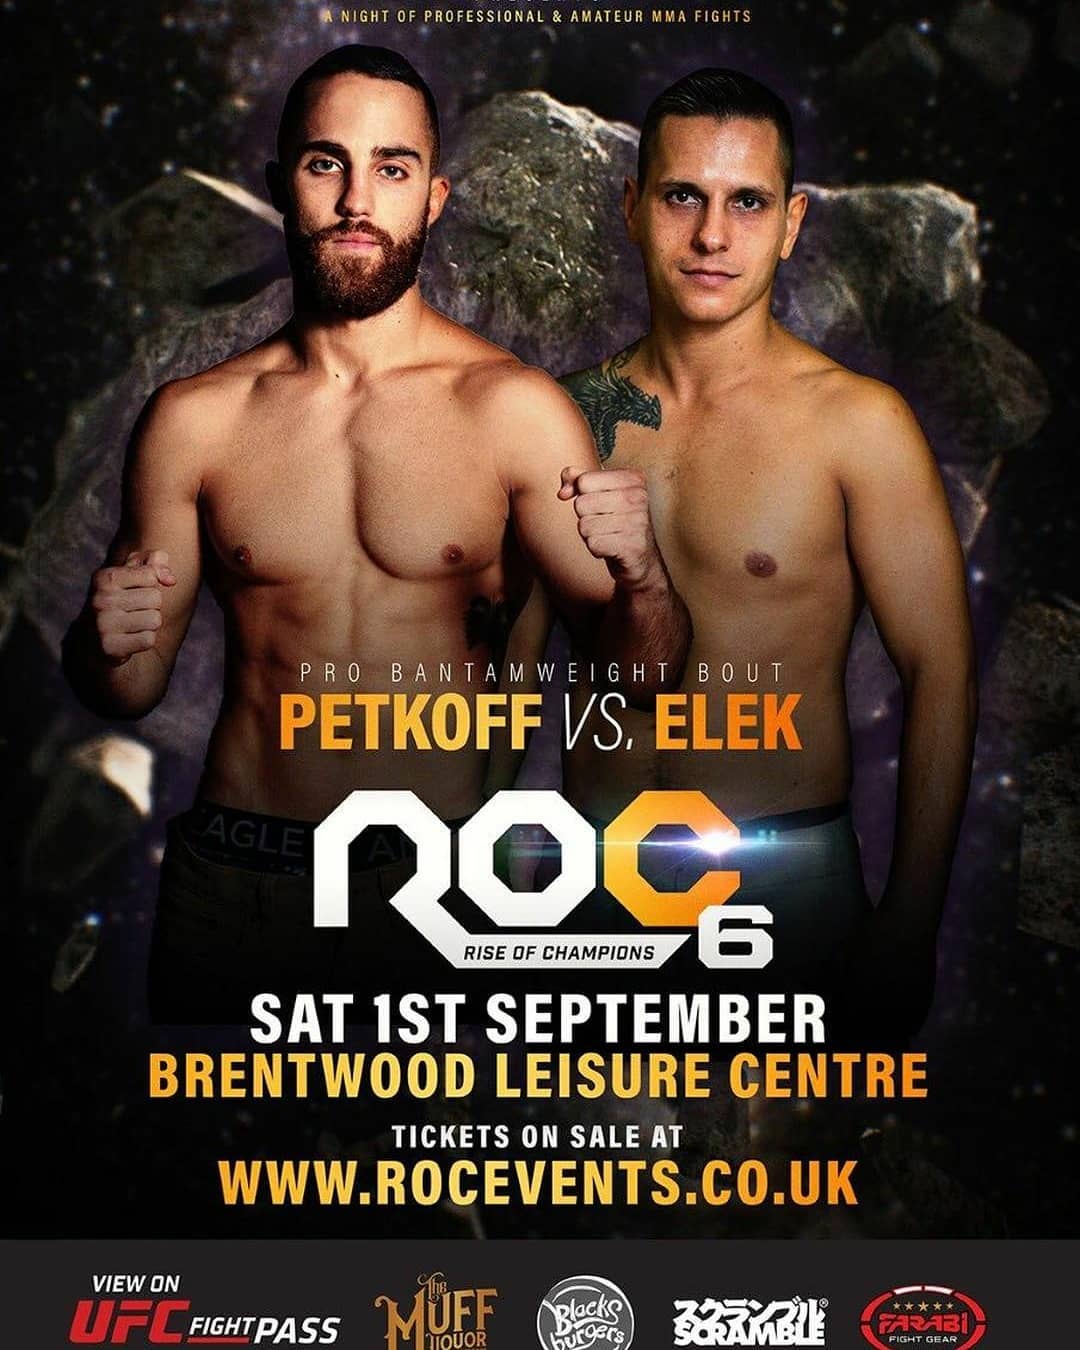 A NIGHT OF PROFESSIONAL & AMATEUR MMA FIGHTS
PRO BANTAMWEIGHT BOUT
PETKOFF VS. ELEK
AGLE
ROC 6
RISE OF CHAMPIONS
SAT 1ST SEPTEMBER
BRENTWOOD LEISURE CENTRE
TICKETS ON SALE AT
WWW.ROCEVENTS.CO.UK
VIEW ON
UFC FIGHT PASS
The
MUFF
LIQUOR
Blacks
burgers
スクランブル®
SCRAMBLE
FARABI
FIGHT GEAR